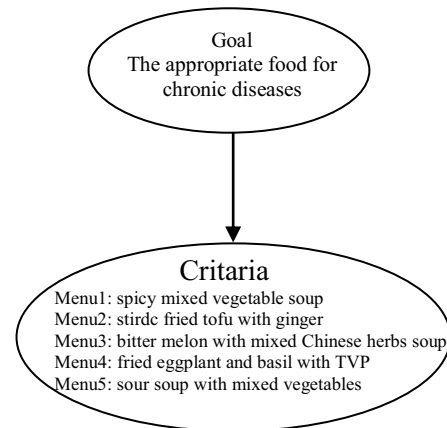 Goal
The appropriate food for
chronic diseases
Critaria
Menu1: spicy mixed vegetable soup
Menu2: stirdc fried tofu with ginger
Menu3: bitter melon with mixed Chinese herbs soup
Menu4: fried eggplant and basil with TVP
Menu5: sour soup with mixed vegetables